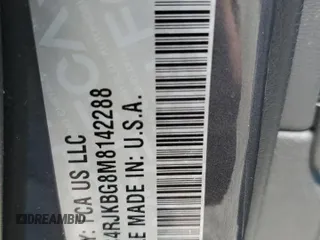 Y: FCA US LLC
4RJKBG8M8142288
E MADE IN: U.S.A.
DREAMBID